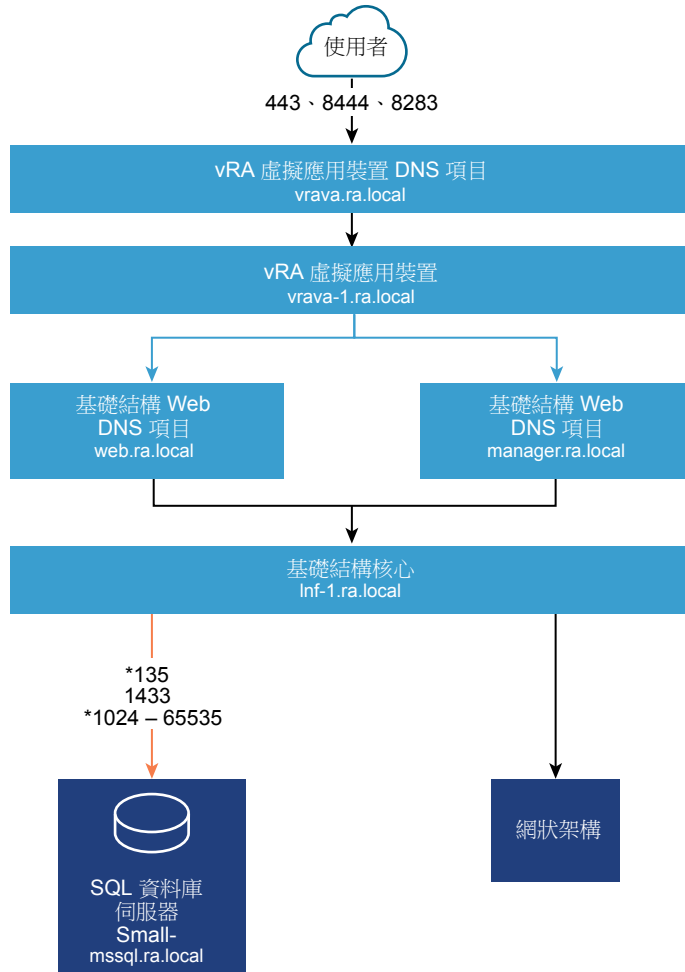 使用者
443、8444、8283
vRA 虛擬應用裝置 DNS 項目
vrava.ra.local
vRA 虛擬應用裝置
vrava-1.ra.local
基礎結構 Web
DNS 項目
web.ra.local
基礎結構 Web
DNS 項目
manager.ra.local
基礎結構核心
lnf-1.ra.local
*135
1433
*1024 – 65535
SQL 資料庫
伺服器
Small-
mssql.ra.local
網狀架構